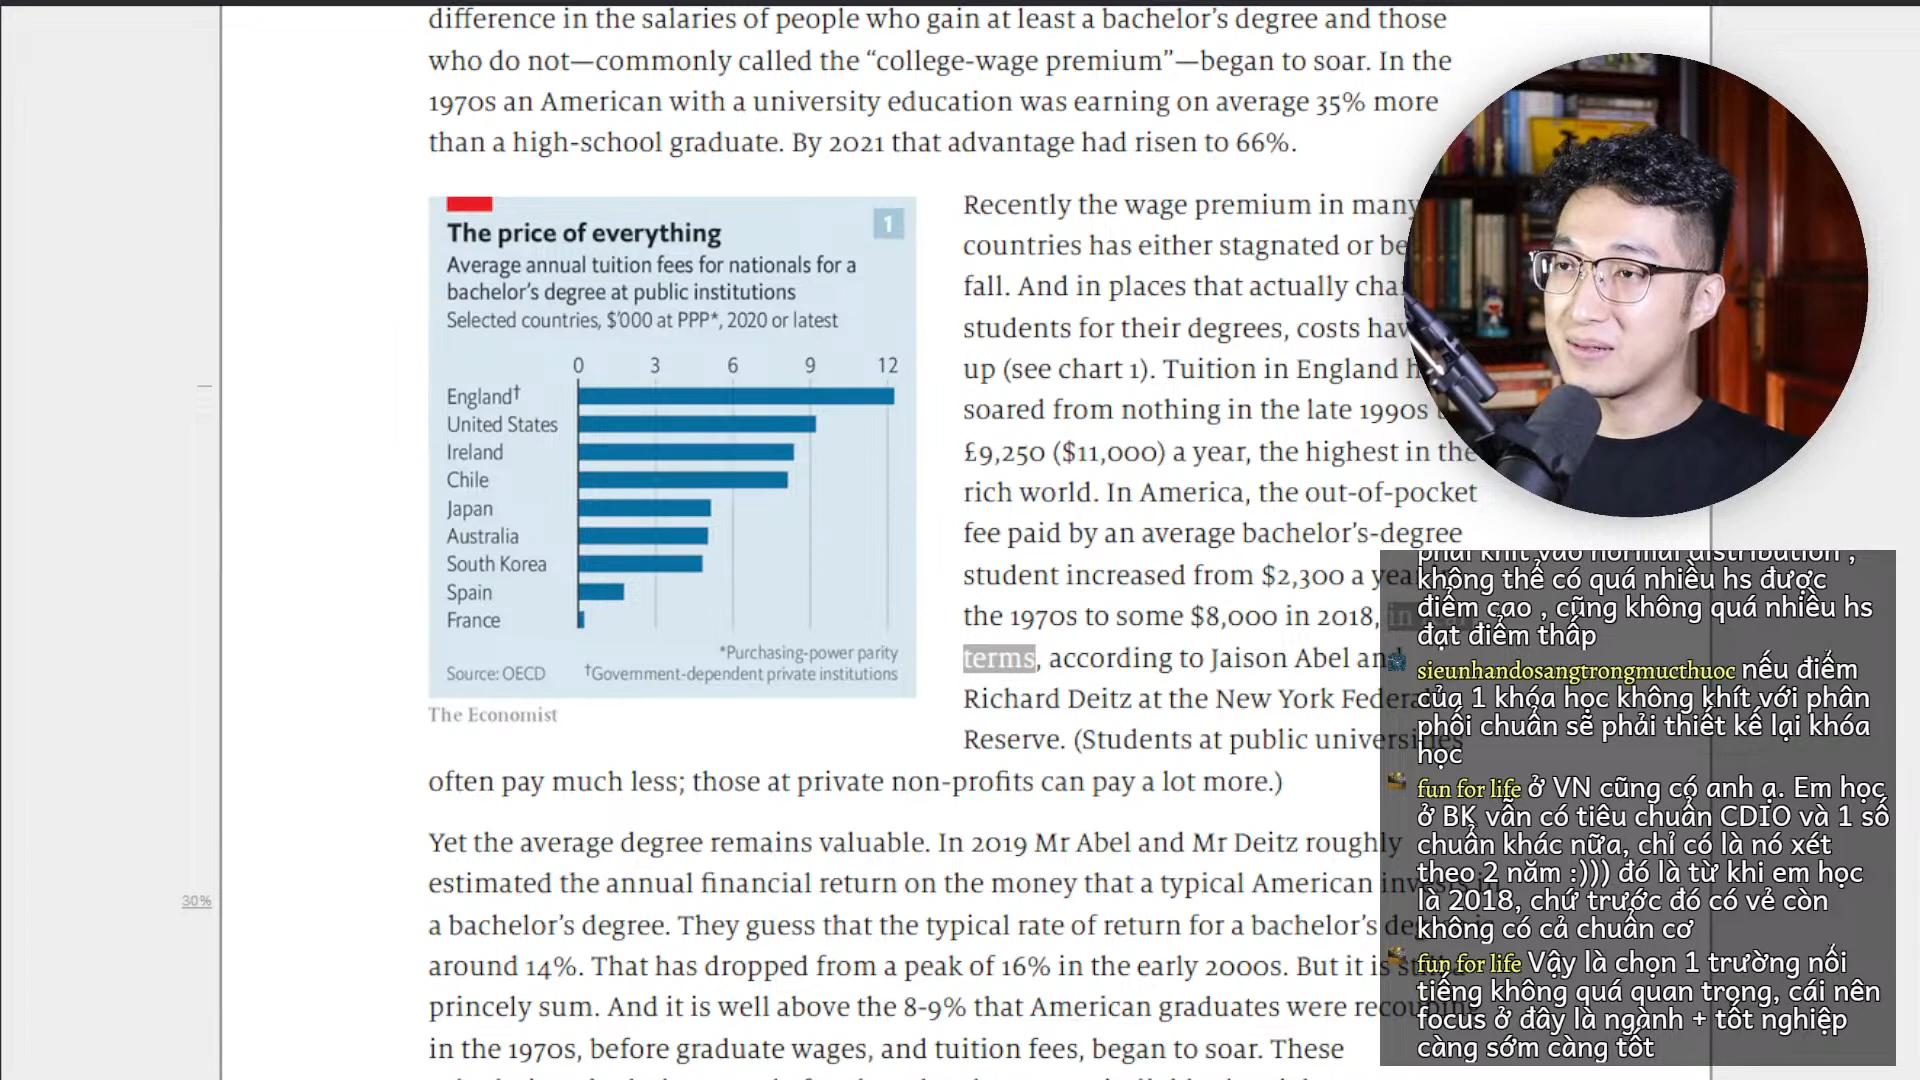 difference in the salaries of people who gain at least a bachelor’s degree and those
who do not—commonly called the “college-wage premium”—began to soar. In the
1970s an American with a university education was earning on average 35% more
than a high-school graduate. By 2021 that advantage had risen to 66%.
The price of everything
1
Average annual tuition fees for nationals for a
bachelor’s degree at public institutions
Selected countries, $’000 at PPP*, 2020 or latest
0 3 6 9 12
England†
United States
Ireland
Chile
Japan
Australia
South Korea
Spain
France
*Purchasing-power parity
Source: OECD †Government-dependent private institutions
The Economist
Recently the wage premium in many
countries has either stagnated or be
fall. And in places that actually cha
students for their degrees, costs hav
up (see chart 1). Tuition in England h
soared from nothing in the late 1990s
£9,250 ($11,000) a year, the highest in the
rich world. In America, the out-of-pocket
fee paid by an average bachelor’s-degree
student increased from $2,300 a year in
the 1970s to some $8,000 in 2018, in real
terms, according to Jaison Abel and
Richard Deitz at the New York Federal
Reserve. (Students at public universities
often pay much less; those at private non-profits can pay a lot more.)
Yet the average degree remains valuable. In 2019 Mr Abel and Mr Deitz roughly
estimated the annual financial return on the money that a typical American invests in
a bachelor’s degree. They guess that the typical rate of return for a bachelor’s degree is
around 14%. That has dropped from a peak of 16% in the early 2000s. But it is still a
princely sum. And it is well above the 8-9% that American graduates were recouping
in the 1970s, before graduate wages, and tuition fees, began to soar. These
30%
phải khít vào normal distribution ,
không thể có quá nhiều hs được
điểm cao , cũng không quá nhiều hs
đạt điểm thấp
sieunhandosangtrongmucthuoc nếu điểm
của 1 khóa học không khít với phân
phối chuẩn sẽ phải thiết kế lại khóa
học
fun for life ở VN cũng có anh ạ. Em học
ở BK vẫn có tiêu chuẩn CDIO và 1 số
chuẩn khác nữa, chỉ có là nó xét
theo 2 năm :))) đó là từ khi em học
là 2018, chứ trước đó có vẻ còn
không có cả chuẩn cơ
fun for life Vậy là chọn 1 trường nổi
tiếng không quá quan trọng, cái nên
focus ở đây là ngành + tốt nghiệp
càng sớm càng tốt